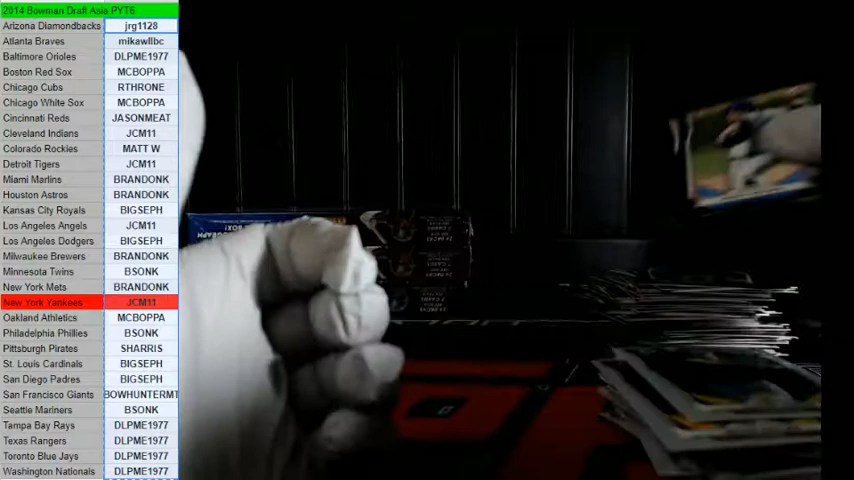 2014 Bowman Draft Asia PYT6
Arizona Diamondbacks jrg1128
Atlanta Braves mikawllbc
Baltimore Orioles DLPME1977
Boston Red Sox MCBOPPA
Chicago Cubs RTHRONE
Chicago White Sox MCBOPPA
Cincinnati Reds JASONMEAT
Cleveland Indians JCM11
Colorado Rockies MATT W
Detroit Tigers JCM11
Miami Marlins BRANDONK
Houston Astros BRANDONK
Kansas City Royals BIGSEPH
Los Angeles Angels JCM11
Los Angeles Dodgers BIGSEPH
Milwaukee Brewers BRANDONK
Minnesota Twins BSONK
New York Mets BRANDONK
New York Yankees JCM11
Oakland Athletics MCBOPPA
Philadelphia Phillies BSONK
Pittsburgh Pirates SHARRIS
St. Louis Cardinals BIGSEPH
San Diego Padres BIGSEPH
San Francisco Giants BOWHUNTERMT
Seattle Mariners BSONK
Tampa Bay Rays DLPME1977
Texas Rangers DLPME1977
Toronto Blue Jays DLPME1977
Washington Nationals DLPME1977